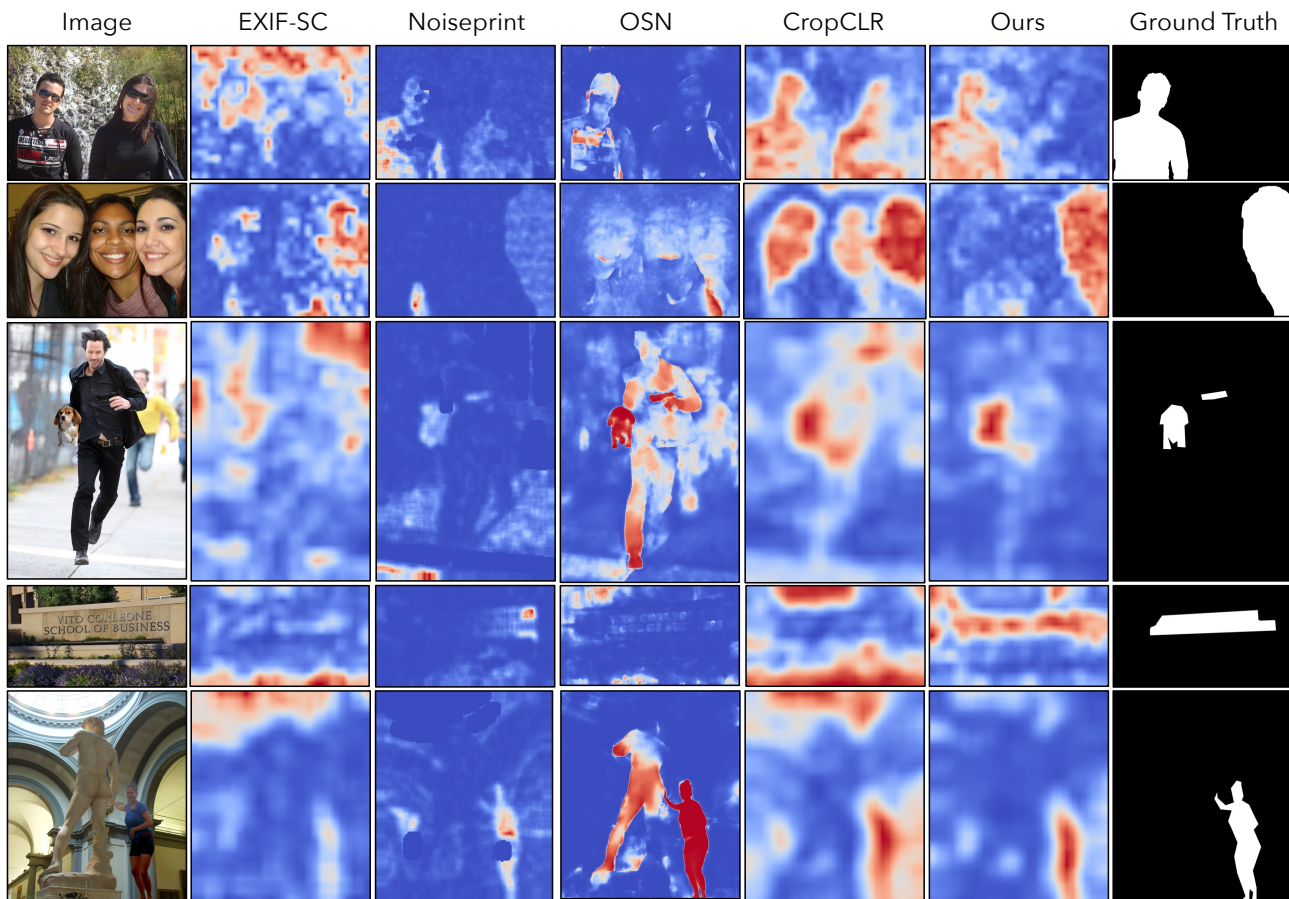 Image EXIF-SC Noiseprint OSN CropCLR Ours Ground Truth
VITO CORLEONE
SCHOOL OF BUSINESS